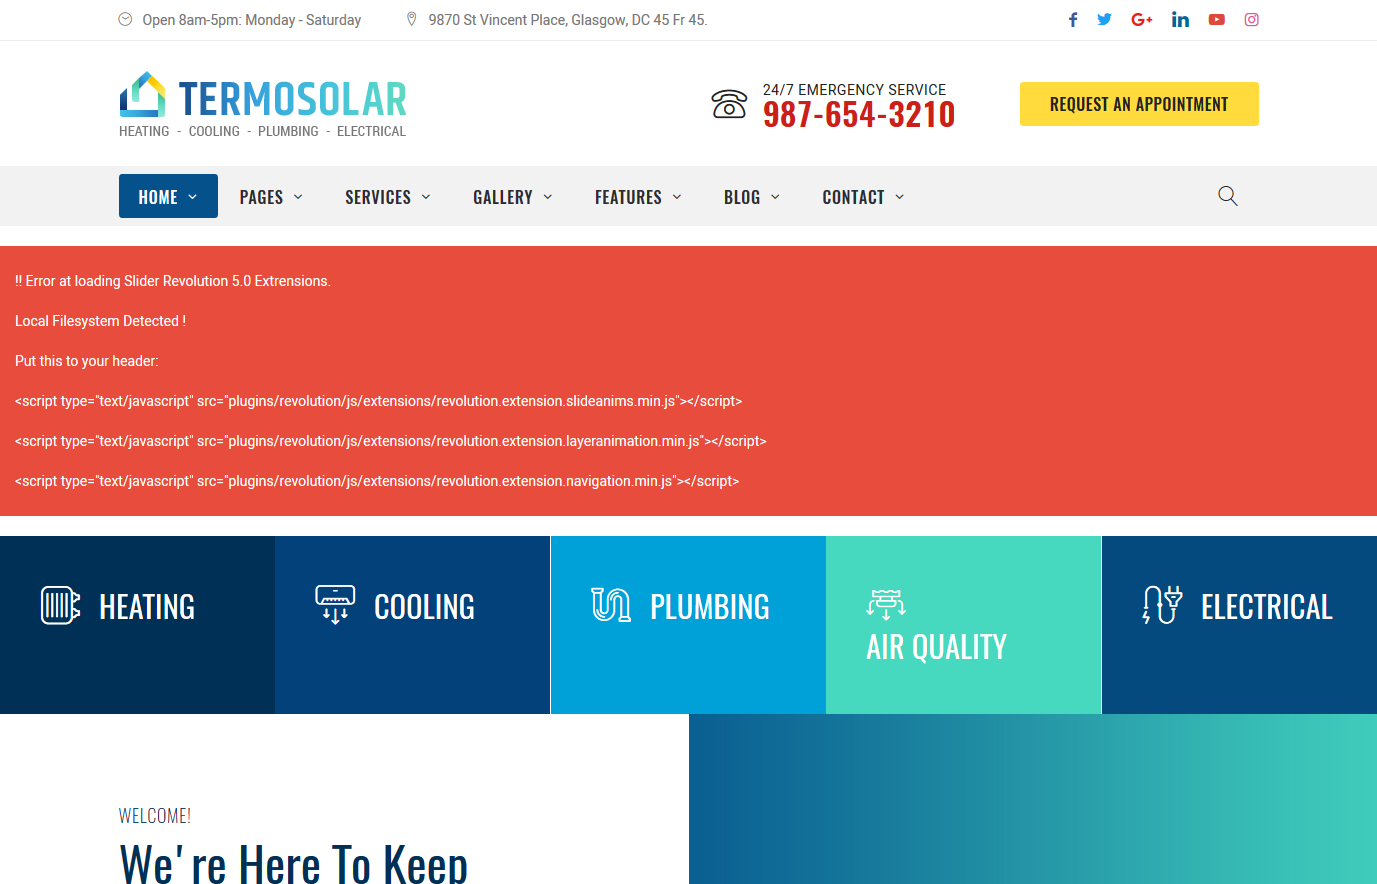 Open 8am-5pm: Monday - Saturday
9870 St Vincent Place, Glasgow, DC 45 Fr 45.
TERMOSOLAR
HEATING - COOLING - PLUMBING - ELECTRICAL
24/7 EMERGENCY SERVICE
987-654-3210
REQUEST AN APPOINTMENT
HOME
PAGES
SERVICES
GALLERY
FEATURES
BLOG
CONTACT
!! Error at loading Slider Revolution 5.0 Extrensions.
Local Filesystem Detected !
Put this to your header:
<script type="text/javascript" src="plugins/revolution/js/extensions/revolution.extension.slideanims.min.js"></script>
<script type="text/javascript" src="plugins/revolution/js/extensions/revolution.extension.layeranimation.min.js"></script>
<script type="text/javascript" src="plugins/revolution/js/extensions/revolution.extension.navigation.min.js"></script>
HEATING
COOLING
PLUMBING
AIR QUALITY
ELECTRICAL
WELCOME!
We're Here To Keep